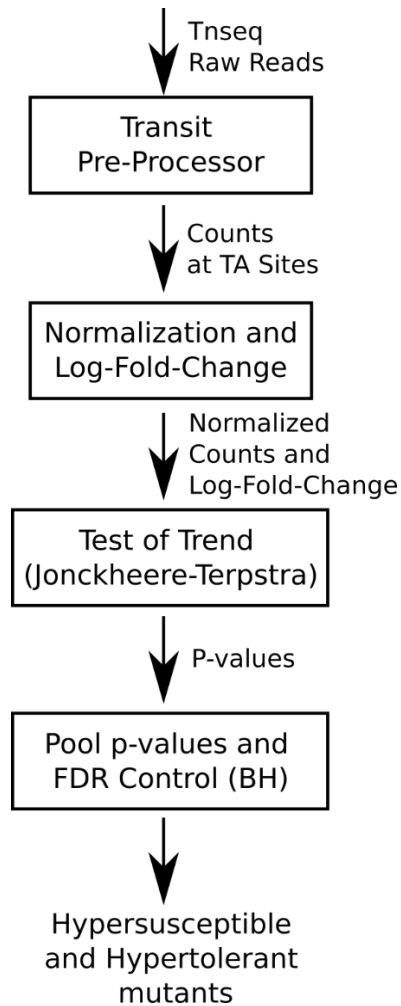 Tnseq
Raw Reads
Transit
Pre-Processor
Counts
at TA Sites
Normalization and
Log-Fold-Change
Normalized
Counts and
Log-Fold-Change
Test of Trend
(Jonckheere-Terpstra)
P-values
Pool p-values and
FDR Control (BH)
Hypersusceptible
and Hypertolerant
mutants